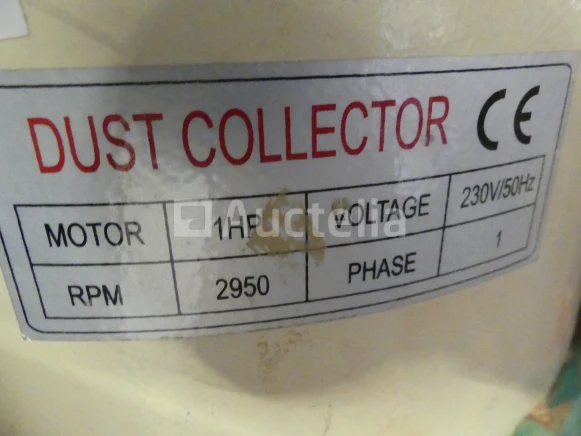 DUST COLLECTOR CE
MOTOR 1HP VOLTAGE 230V/50Hz
RPM 2950 PHASE 1
Auctelia